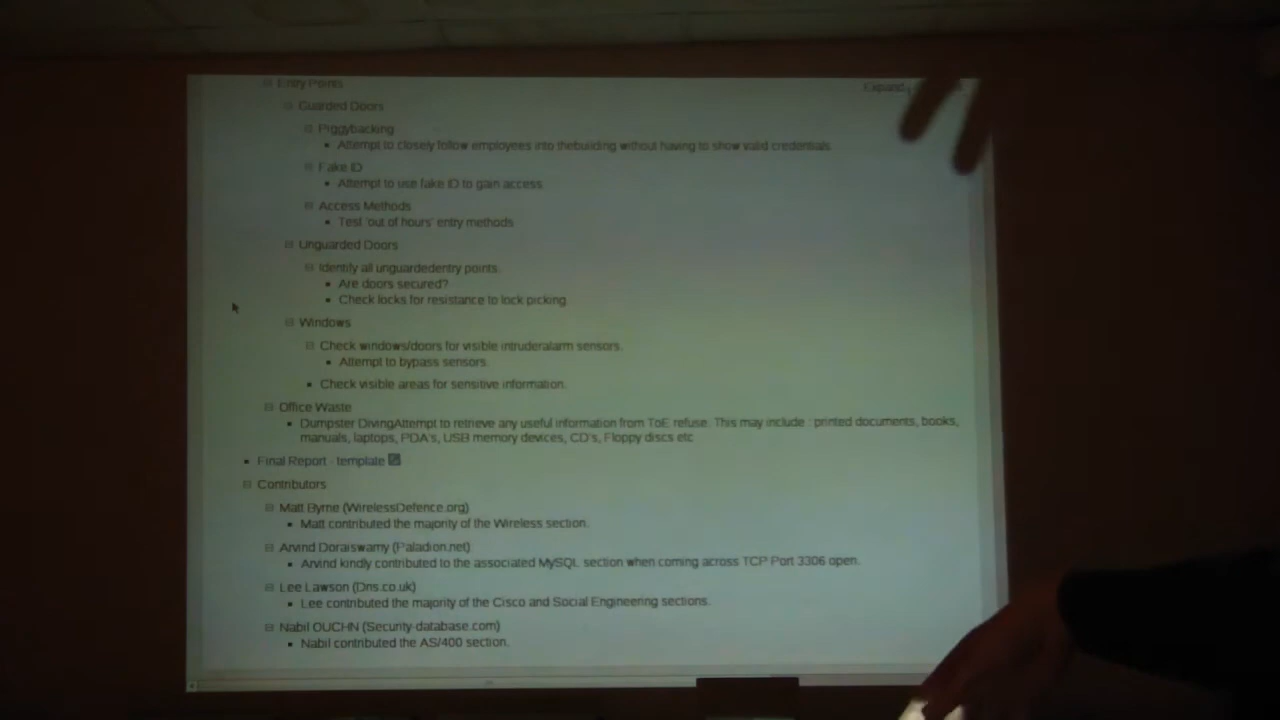 Entry Points
Expand
Guarded Doors
Piggybacking
Attempt to closely follow employees into thebuilding without having to show valid credentials.
Fake ID
Attempt to use fake ID to gain access.
Access Methods
Test 'out of hours' entry methods
Unguarded Doors
Identify all unguardedentry points.
Are doors secured?
Check locks for resistance to lock picking.
Windows
Check windows/doors for visible intruderalarm sensors.
Attempt to bypass sensors.
Check visible areas for sensitive information.
Office Waste
Dumpster DivingAttempt to retrieve any useful information from ToE refuse. This may include : printed documents, books,
manuals, laptops, PDA's, USB memory devices, CD's, Floppy discs etc
Final Report - template
Contributors
Matt Byrne (WirelessDefence.org)
Matt contributed the majority of the Wireless section.
Arvind Doraiswamy (Paladion.net)
Arvind kindly contributed to the associated MySQL section when coming across TCP Port 3306 open.
Lee Lawson (Dns.co.uk)
Lee contributed the majority of the Cisco and Social Engineering sections.
Nabil OUCHN (Security-database.com)
Nabil contributed the AS/400 section.